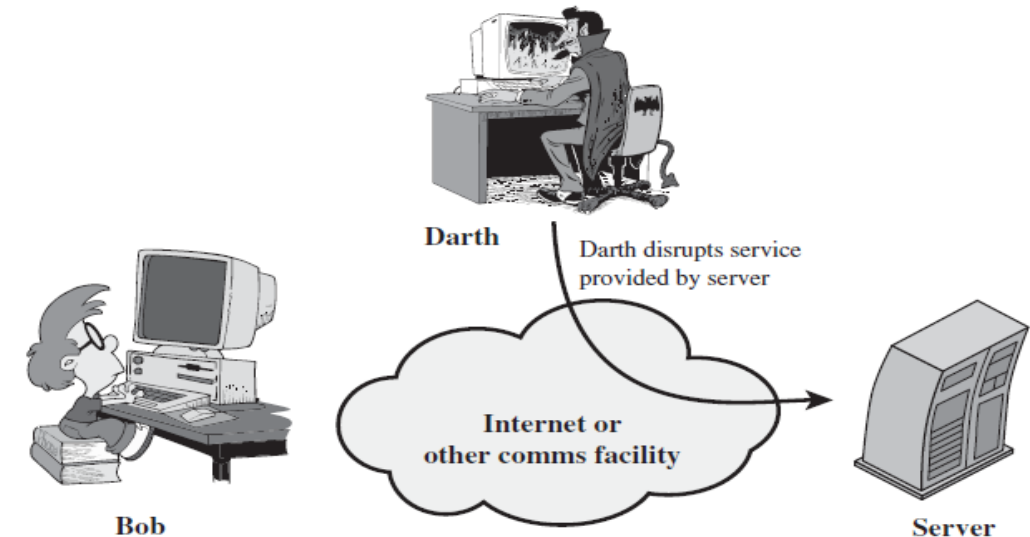 Darth
Darth disrupts service
provided by server
Internet or
other comms facility
Bob
Server